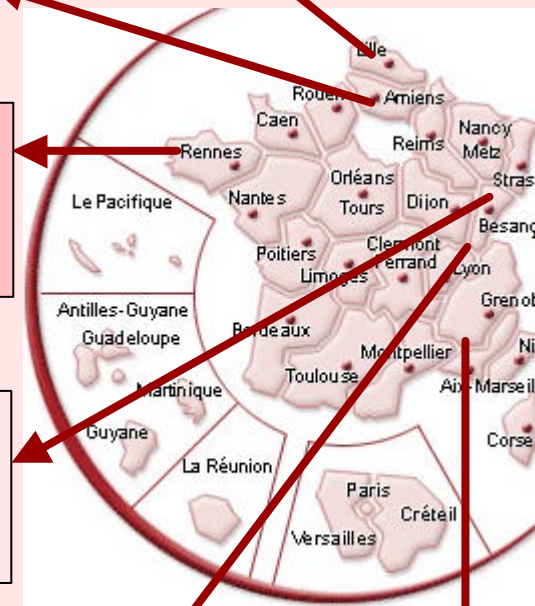 Lille
Rouen
Amiens
Caen
Reims
Nancy
Metz
Rennes
Stras
Orléans
Tours
Le Pacifique
Nantes
Dijon
Besanç
Poitiers
Clermont
Ferrand
Limoges
Lyon
Grenob
Antilles-Guyane
Guadeloupe
Bordeaux
Montpellier
Ni
Toulouse
Aix-Marseil
Martinique
Guyane
Corse
La Réunion
Paris
Créteil
Versailles